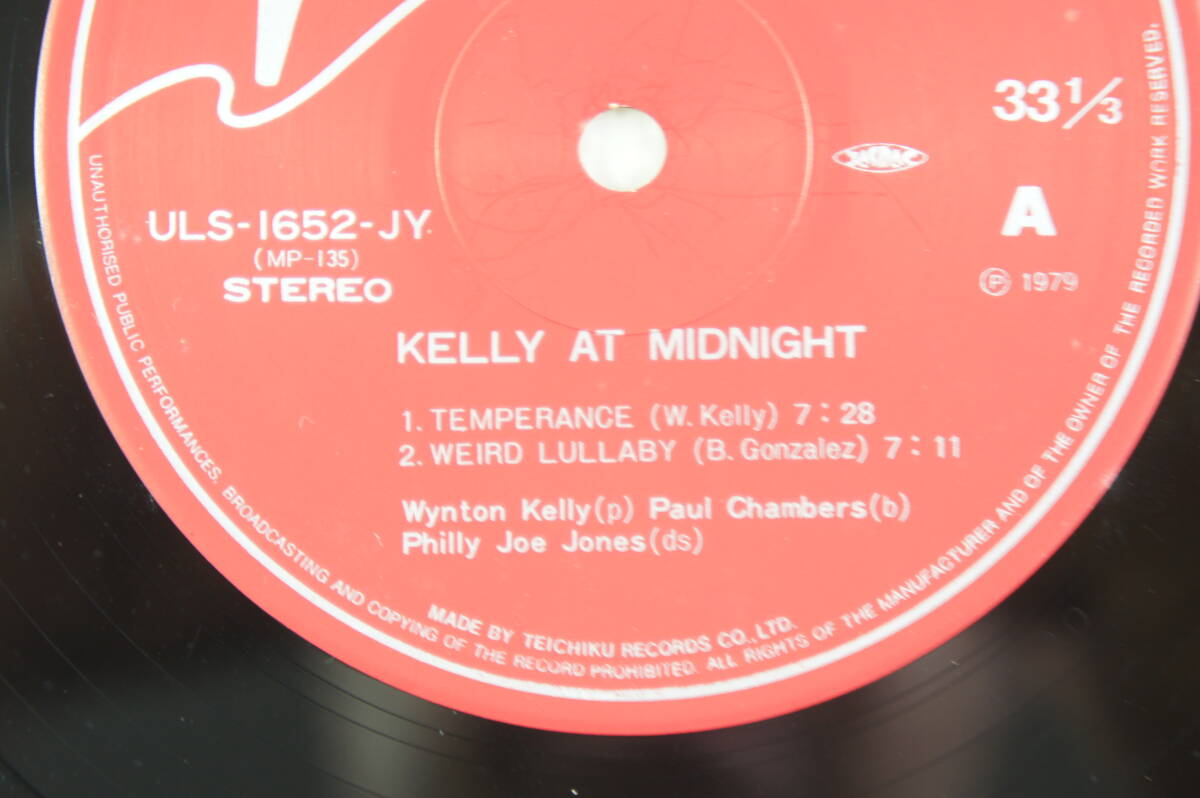 33 1/3
A
ULS-1652-JY
(MP-135)
STEREO
Ⓟ 1979
KELLY AT MIDNIGHT
1. TEMPERANCE (W. Kelly) 7:28
2. WEIRD LULLABY (B. Gonzalez) 7:11
Wynton Kelly(p) Paul Chambers(b)
Philly Joe Jones(ds)
MADE BY TEICHIKU RECORDS CO., LTD.
UNAUTHORISED PUBLIC PERFORMANCES, BROADCASTING AND COPYING OF THE RECORD PROHIBITED. ALL RIGHTS OF THE MANUFACTURER AND OF THE OWNER OF THE RECORDED WORK RESERVED.